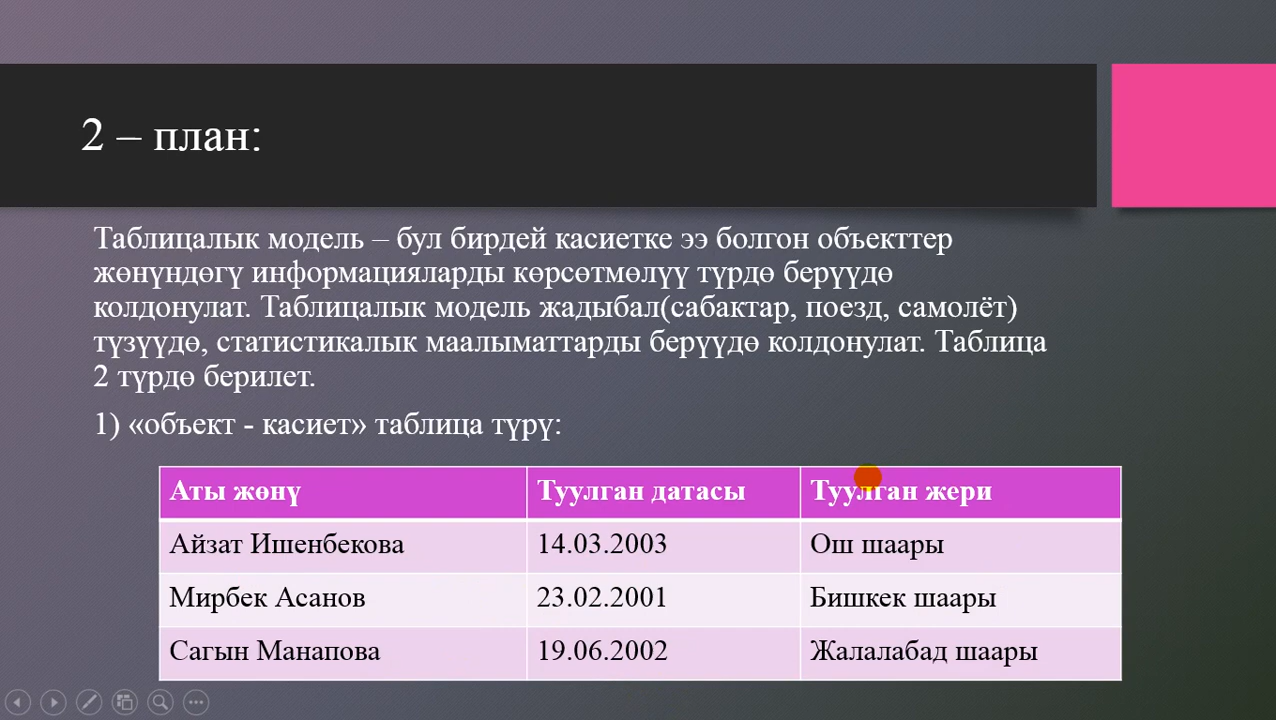 2 – план:
Таблицалык модель – бул бирдей касиетке ээ болгон объекттер
жөнүндөгү информацияларды көрсөтмөлүү түрдө берүүдө
колдонулат. Таблицалык модель жадыбал(сабактар, поезд, самолёт)
түзүүдө, статистикалык маалыматтарды берүүдө колдонулат. Таблица
2 түрдө берилет.
1) «объект - касиет» таблица түрү:
Аты жөнү Туулган датасы Туулган жери
Айзат Ишенбекова 14.03.2003 Ош шаары
Мирбек Асанов 23.02.2001 Бишкек шаары
Сагын Манапова 19.06.2002 Жалалабад шаары